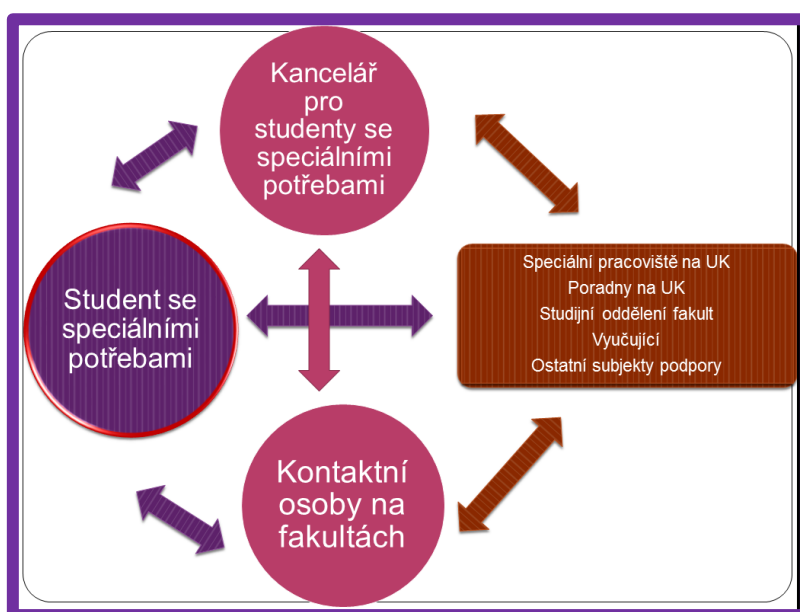 Kancelář
pro
studenty se
speciálními
potřebami
Student se
speciálními
potřebami
Speciální pracoviště na UK
Poradny na UK
Studijní oddělení fakult
Vyučující
Ostatní subjekty podpory
Kontaktní
osoby na
fakultách